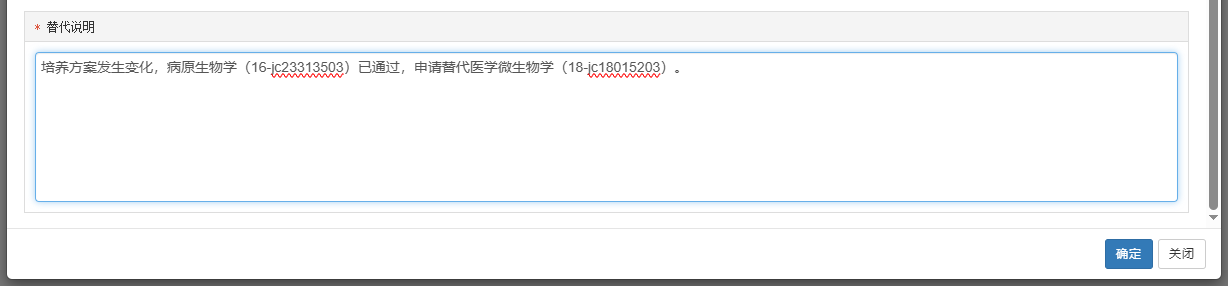 * 替代说明
培养方案发生变化，病原生物学（16-jc23313503）已通过，申请替代医学微生物学（18-jc18015203）。
确定 关闭